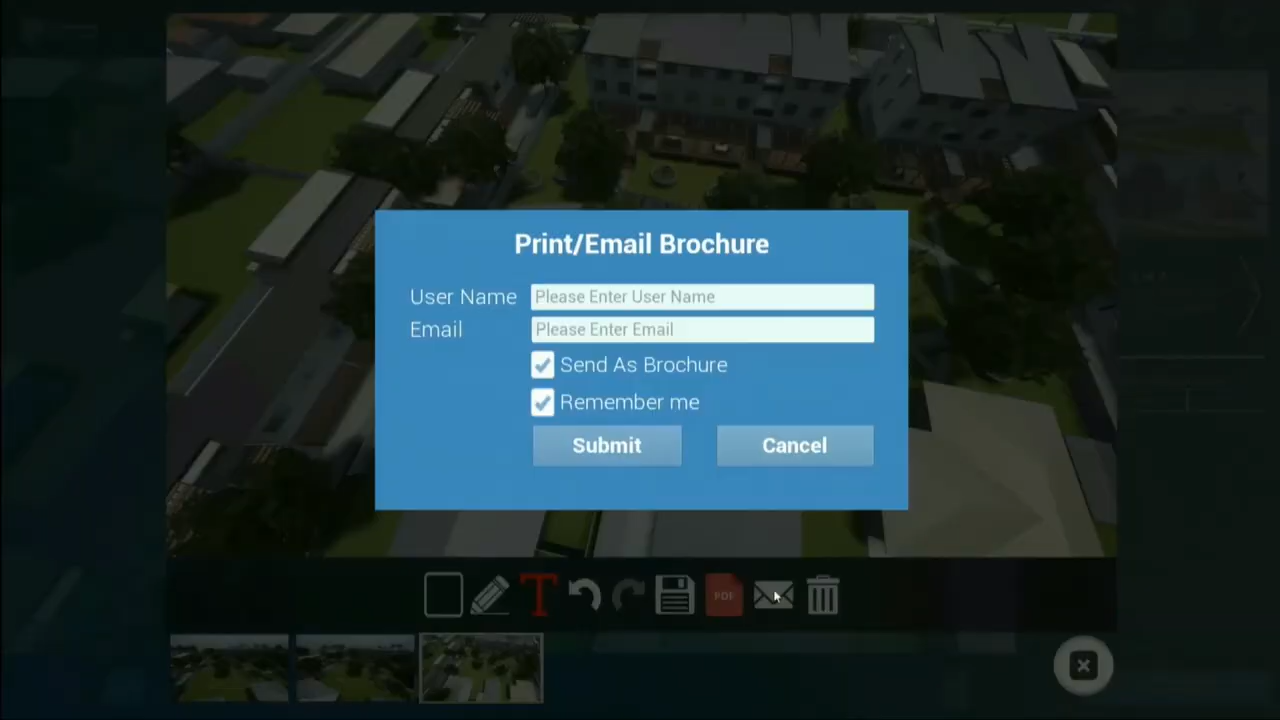 Print/Email Brochure
User Name Please Enter User Name
Email Please Enter Email
Send As Brochure
Remember me
Submit Cancel
T PDF